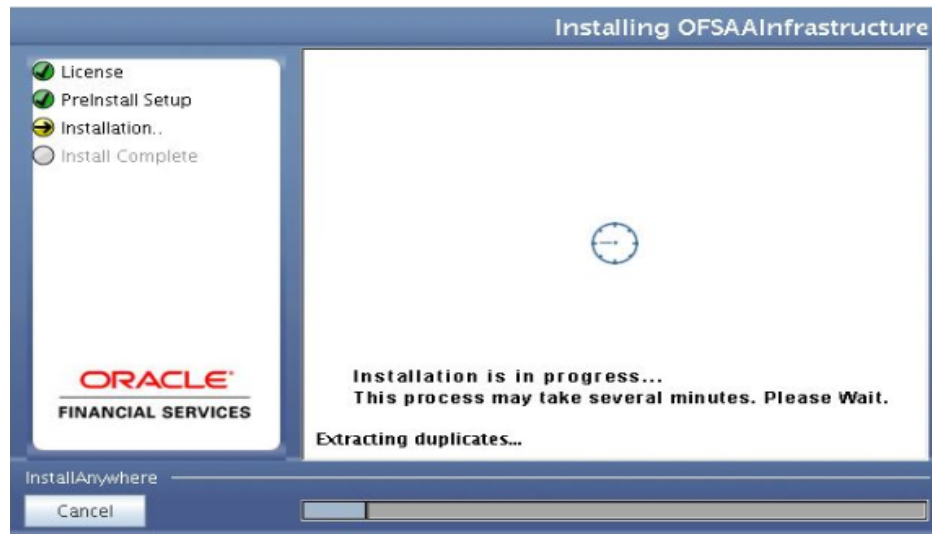 Installing OFSAAInfrastructure
License
PreInstall Setup
Installation..
Install Complete
ORACLE
FINANCIAL SERVICES
Installation is in progress...
This process may take several minutes. Please Wait.
Extracting duplicates...
InstallAnywhere
Cancel